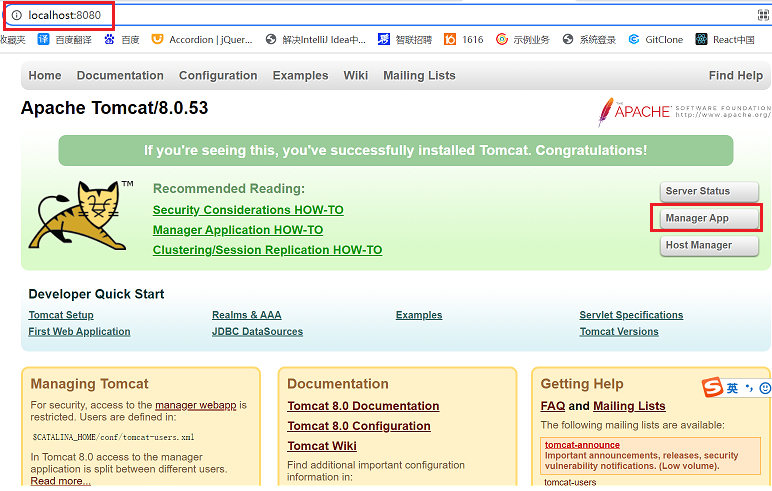 localhost:8080
收藏夹 译 百度翻译 百度 Accordion | jQuer... 解决IntelliJ Idea中... 智联招聘 1616 示例业务 系统登录 GitClone React中国
Home Documentation Configuration Examples Wiki Mailing Lists Find Help
Apache Tomcat/8.0.53
THE APACHE SOFTWARE FOUNDATION
http://www.apache.org/
If you're seeing this, you've successfully installed Tomcat. Congratulations!
TM
Recommended Reading:
Security Considerations HOW-TO
Manager Application HOW-TO
Clustering/Session Replication HOW-TO
Server Status
Manager App
Host Manager
Developer Quick Start
Tomcat Setup
First Web Application
Realms & AAA
JDBC DataSources
Examples
Servlet Specifications
Tomcat Versions
Managing Tomcat
For security, access to the manager webapp is
restricted. Users are defined in:
$CATALINA_HOME/conf/tomcat-users.xml
In Tomcat 8.0 access to the manager
application is split between different users.
Read more...
Documentation
Tomcat 8.0 Documentation
Tomcat 8.0 Configuration
Tomcat Wiki
Find additional important configuration
information in:
Getting Help
FAQ and Mailing Lists
The following mailing lists are available:
tomcat-announce
Important announcements, releases, security
vulnerability notifications. (Low volume).
tomcat-users
S 英